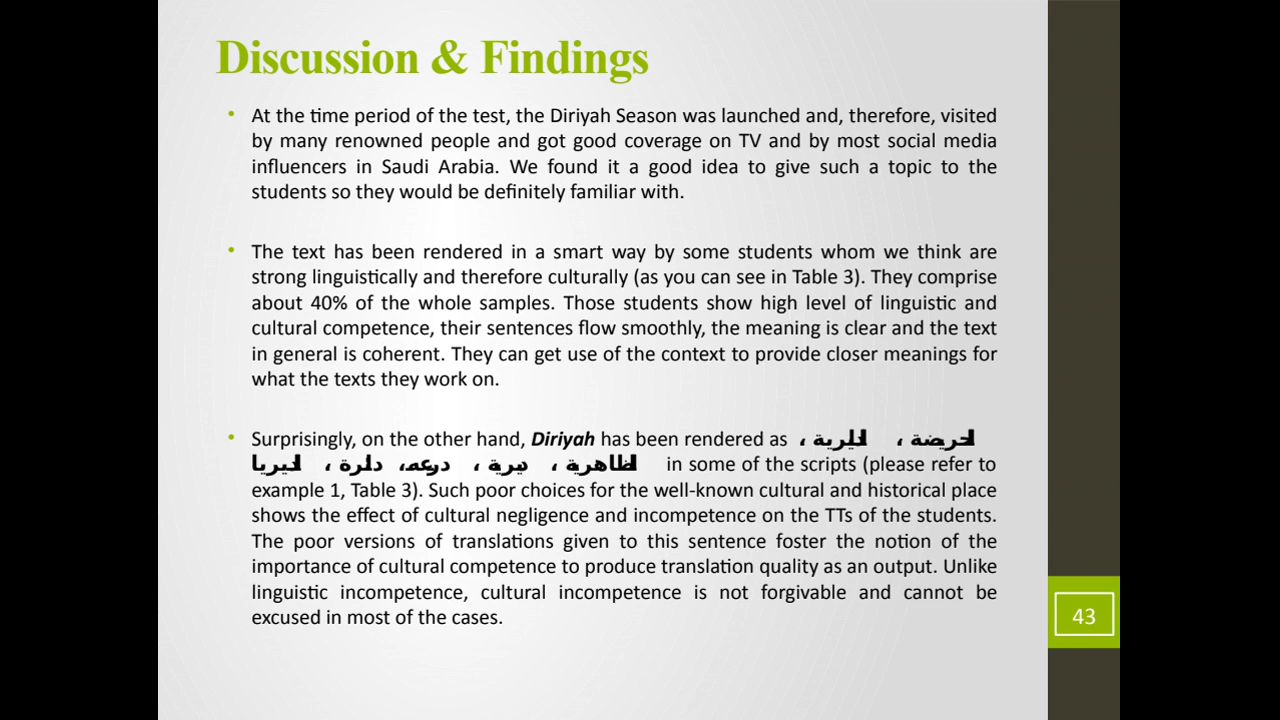 Discussion & Findings
• At the time period of the test, the Diriyah Season was launched and, therefore, visited
by many renowned people and got good coverage on TV and by most social media
influencers in Saudi Arabia. We found it a good idea to give such a topic to the
students so they would be definitely familiar with.
• The text has been rendered in a smart way by some students whom we think are
strong linguistically and therefore culturally (as you can see in Table 3). They comprise
about 40% of the whole samples. Those students show high level of linguistic and
cultural competence, their sentences flow smoothly, the meaning is clear and the text
in general is coherent. They can get use of the context to provide closer meanings for
what the texts they work on.
• Surprisingly, on the other hand, Diriyah has been rendered as
الظاهرية ، ديرية ، in some of the scripts (please refer to
example 1, Table 3). Such poor choices for the well-known cultural and historical place
shows the effect of cultural negligence and incompetence on the TTs of the students.
The poor versions of translations given to this sentence foster the notion of the
importance of cultural competence to produce translation quality as an output. Unlike
linguistic incompetence, cultural incompetence is not forgivable and cannot be
excused in most of the cases.
43